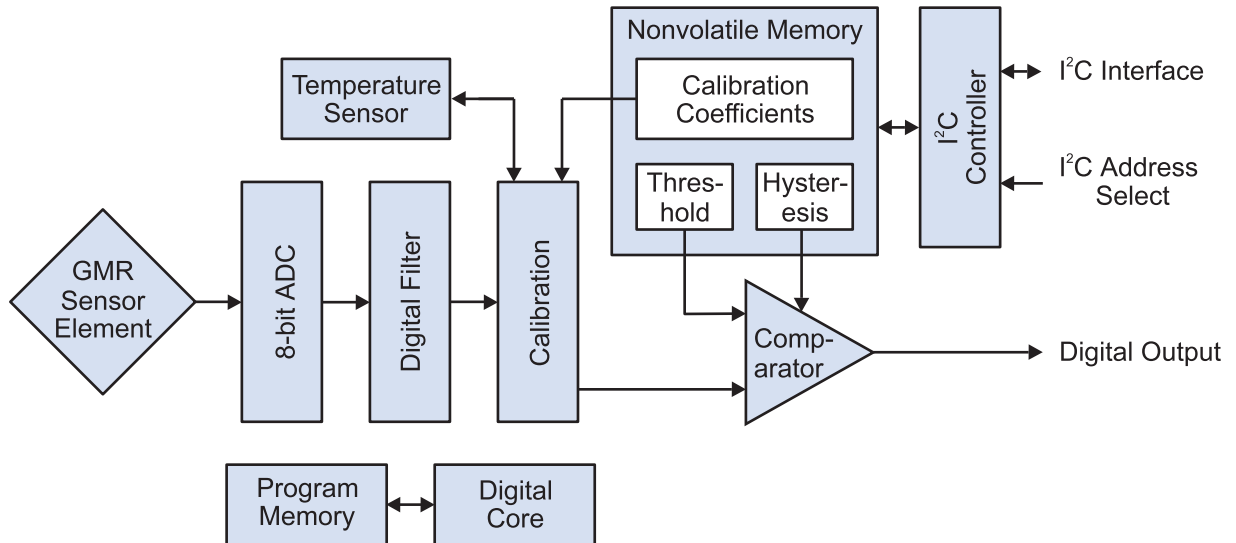 Nonvolatile Memory
Temperature
Sensor
Calibration
Coefficients
I²C
Controller
I²C Interface
I²C Address
Select
Thres-
hold
Hyster-
esis
GMR
Sensor
Element
8-bit ADC
Digital Filter
Calibration
Comp-
arator
Digital Output
Program
Memory
Digital
Core